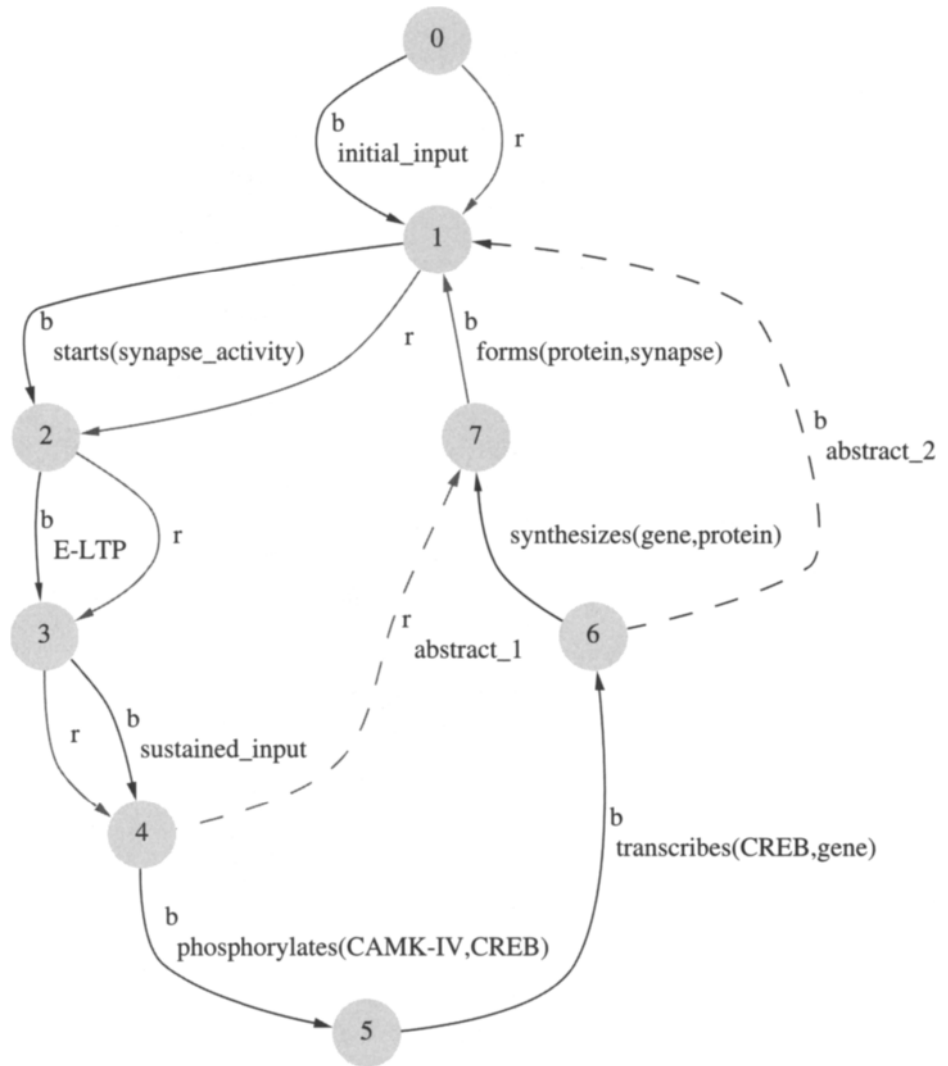 0
b
initial_input
r
1
b
starts(synapse_activity)
r
b
forms(protein,synapse)
2
7
b
abstract_2
b
E-LTP
r
synthesizes(gene,protein)
3
r
abstract_1
6
r
b
sustained_input
4
b
transcribes(CREB,gene)
b
phosphorylates(CAMK-IV,CREB)
5